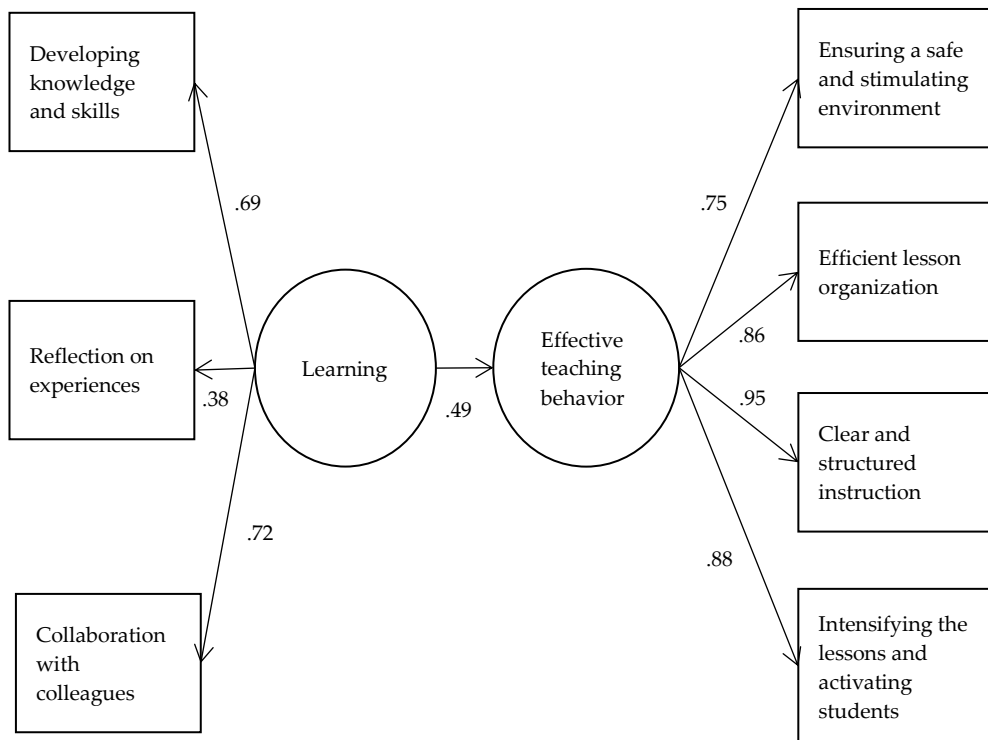 Developing
knowledge
and skills
Ensuring a safe
and stimulating
environment
.69
.75
Efficient lesson
organization
Reflection on
experiences
.38
Learning
.49
Effective
teaching
behavior
.86
.95
Clear and
structured
instruction
.72
.88
Collaboration
with
colleagues
Intensifying the
lessons and
activating
students